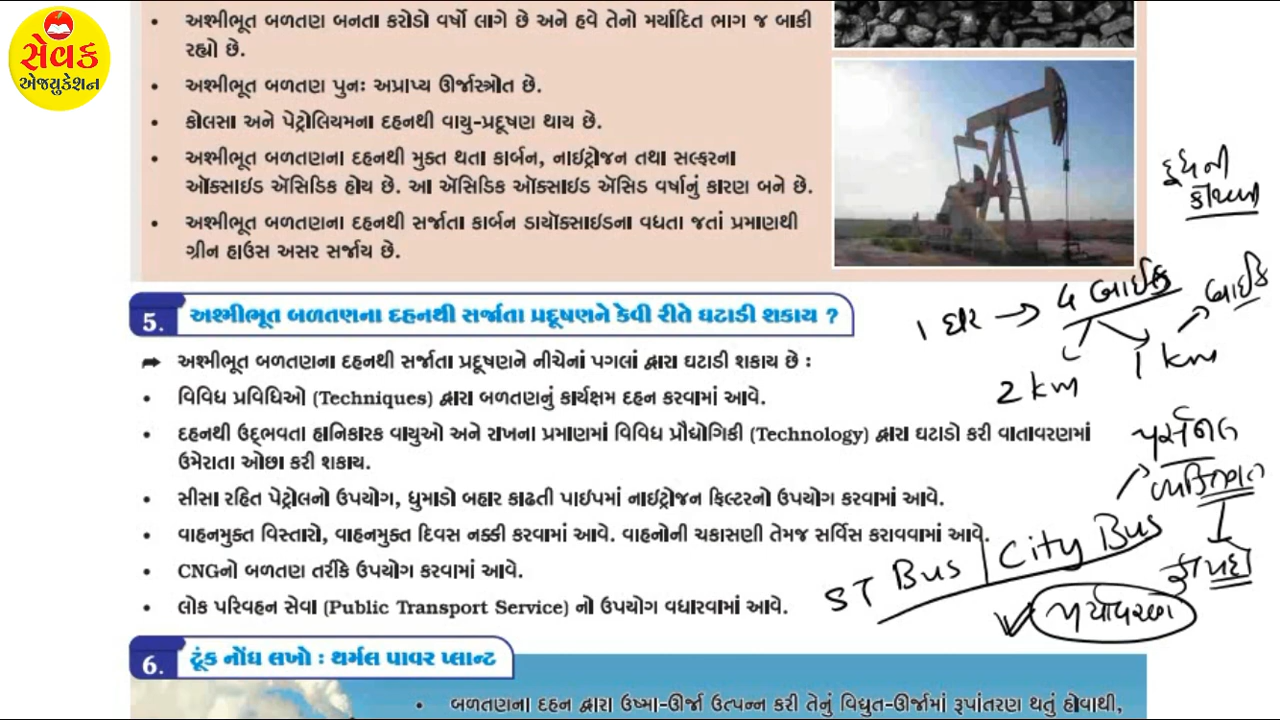 સેવક
એજ્યુકેશન
• અશ્મીભૂત બળતણ બનતા કરોડો વર્ષો લાગે છે અને હવે તેનો મર્યાદિત ભાગ જ બાકી
રહ્યો છે.
• અશ્મીભૂત બળતણ પુનઃ અપ્રાપ્ય ઊર્જાસ્ત્રોત છે.
• કોલસા અને પેટ્રોલિયમના દહનથી વાયુ-પ્રદૂષણ થાય છે.
• અશ્મીભૂત બળતણના દહનથી મુક્ત થતા કાર્બન, નાઈટ્રોજન તથા સલ્ફરના
ઑક્સાઇડ ઍસિડિક હોય છે. આ ઍસિડિક ઑક્સાઇડ ઍસિડ વર્ષાનું કારણ બને છે.
• અશ્મીભૂત બળતણના દહનથી સર્જાતા કાર્બન ડાયૉક્સાઇડના વધતા જતાં પ્રમાણથી
ગ્રીન હાઉસ અસર સર્જાય છે.
દૂધની
કોથળી
5. અશ્મીભૂત બળતણના દહનથી સર્જાતા પ્રદૂષણને કેવી રીતે ઘટાડી શકાય ?
1 ઘર → 4 બાઈક
બાઈક
2 km
1 km
➡ અશ્મીભૂત બળતણના દહનથી સર્જાતા પ્રદૂષણને નીચેનાં પગલાં દ્વારા ઘટાડી શકાય છે :
• વિવિધ પ્રવિધિઓ (Techniques) દ્વારા બળતણનું કાર્યક્ષમ દહન કરવામાં આવે.
• દહનથી ઉદ્ભવતા હાનિકારક વાયુઓ અને રાખના પ્રમાણમાં વિવિધ પ્રૌદ્યોગિકી (Technology) દ્વારા ઘટાડો કરી વાતાવરણમાં
ઉમેરાતા ઓછા કરી શકાય.
• સીસા રહિત પેટ્રોલનો ઉપયોગ, ધુમાડો બહાર કાઢતી પાઇપમાં નાઈટ્રોજન ફિલ્ટરનો ઉપયોગ કરવામાં આવે.
• વાહનમુક્ત વિસ્તારો, વાહનમુક્ત દિવસ નક્કી કરવામાં આવે. વાહનોની ચકાસણી તેમજ સર્વિસ કરાવવામાં આવે.
• CNGનો બળતણ તરીકે ઉપયોગ કરવામાં આવે.
• લોક પરિવહન સેવા (Public Transport Service) નો ઉપયોગ વધારવામાં આવે.
પર્સનલ
વ્યક્તિગત
ફાયદો
ST Bus | City Bus
પર્યાવરણ
6. ટૂંક નોંધ લખો : થર્મલ પાવર પ્લાન્ટ
• બળતણના દહન દ્વારા ઉષ્મા-ઊર્જા ઉત્પન્ન કરી તેનું વિદ્યુત-ઊર્જામાં રૂપાંતરણ થતું હોવાથી,